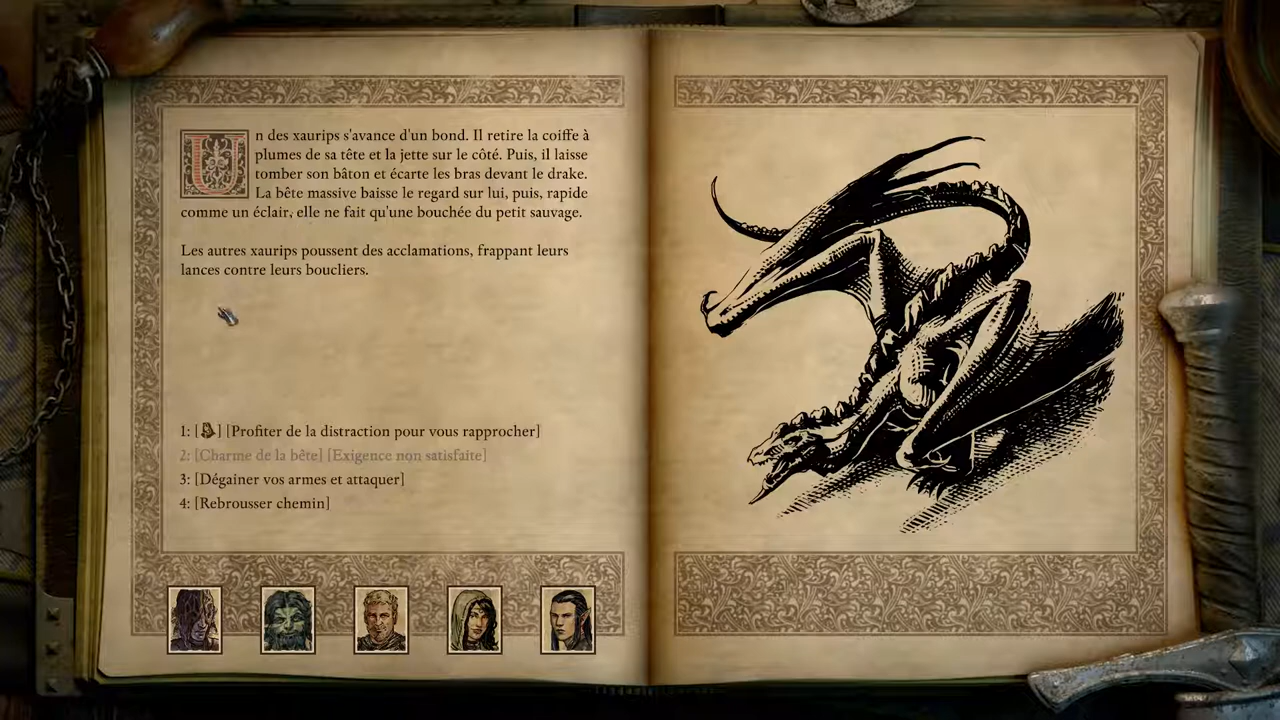 Un des xaurips s'avance d'un bond. Il retire la coiffe à
plumes de sa tête et la jette sur le côté. Puis, il laisse
tomber son bâton et écarte les bras devant le drake.
La bête massive baisse le regard sur lui, puis, rapide
comme un éclair, elle ne fait qu'une bouchée du petit sauvage.
Les autres xaurips poussent des acclamations, frappant leurs
lances contre leurs boucliers.
1: [] [Profiter de la distraction pour vous rapprocher]
2: [Charme de la bête] [Exigence non satisfaite]
3: [Dégainer vos armes et attaquer]
4: [Rebrousser chemin]